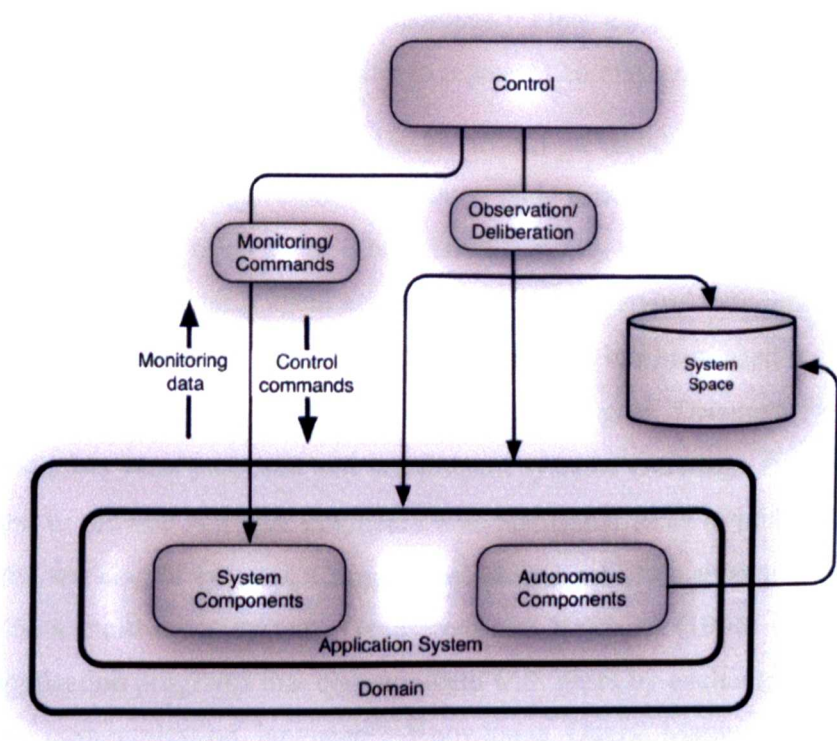 Control
Observation/
Deliberation
Monitoring/
Commands
Monitoring
data
Control
commands
System
Space
System
Components
Autonomous
Components
Application System
Domain